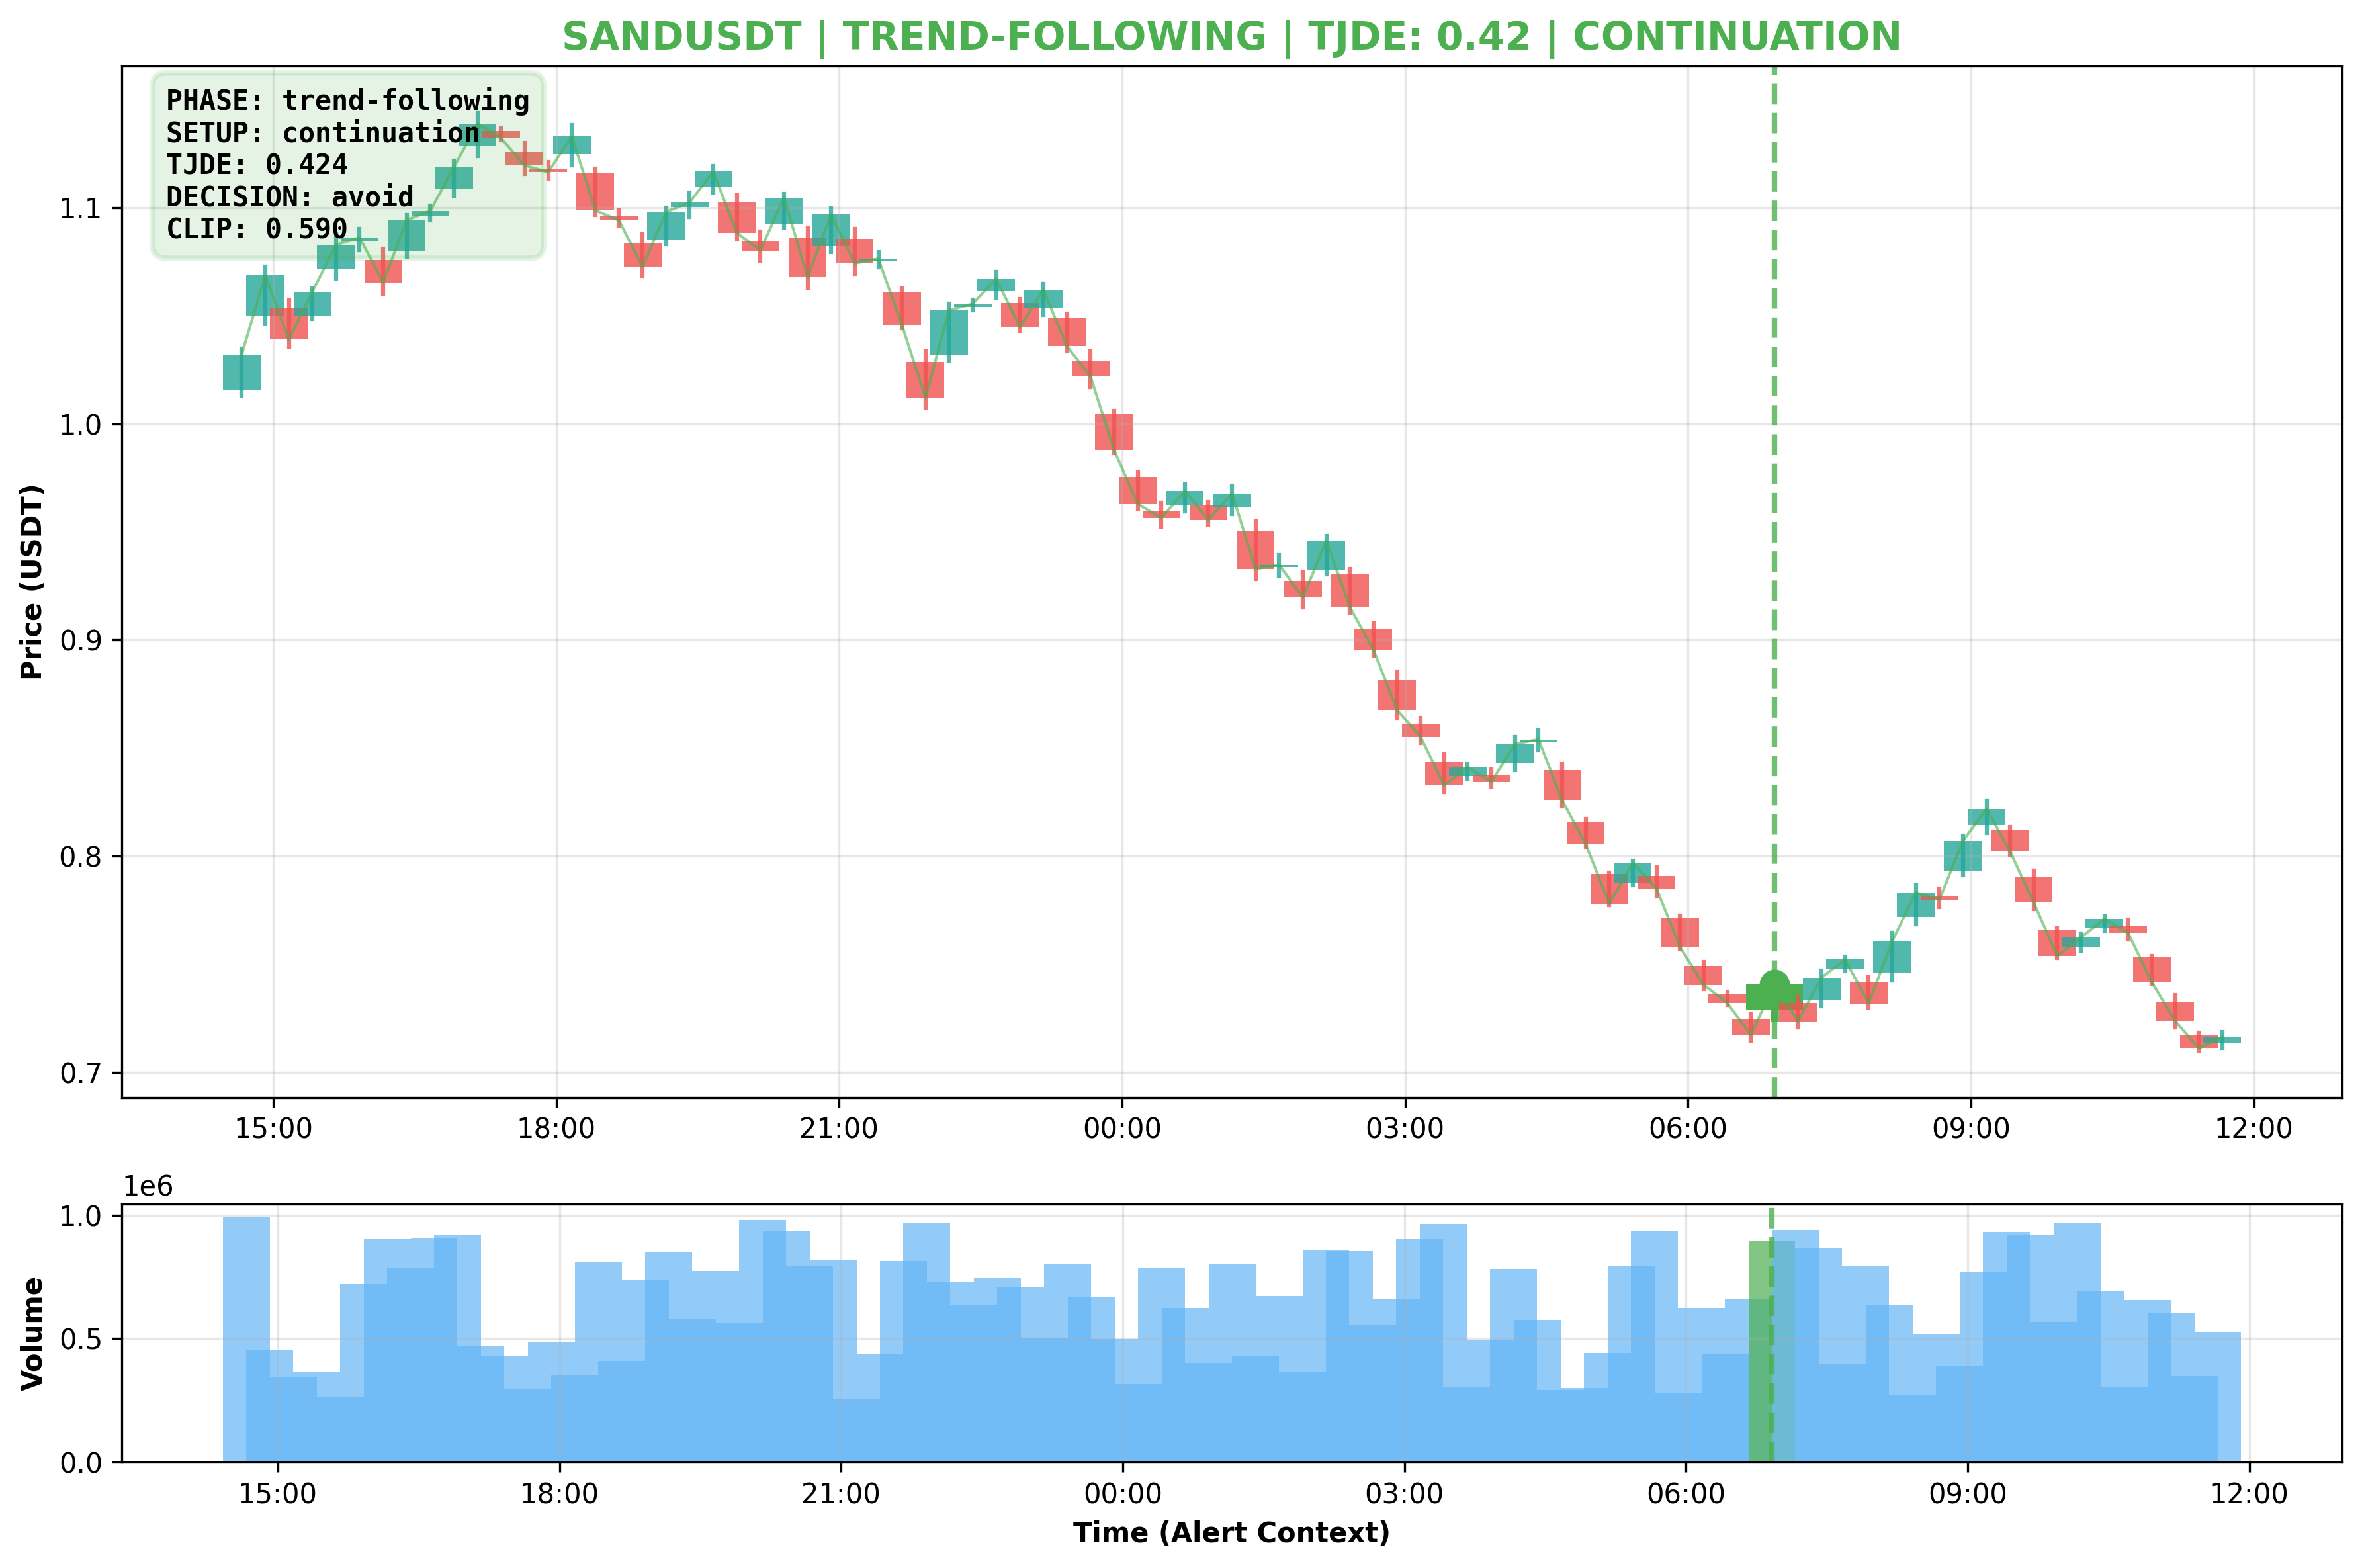 SANDUSDT | TREND-FOLLOWING | TJDE: 0.42 | CONTINUATION
PHASE: trend-following
SETUP: continuation
TJDE: 0.424
DECISION: avoid
CLIP: 0.590
Price (USDT)
1.1
1.0
0.9
0.8
0.7
15:00 18:00 21:00 00:00 03:00 06:00 09:00 12:00
1e6
Volume
1.0
0.5
0.0
15:00 18:00 21:00 00:00 03:00 06:00 09:00 12:00
Time (Alert Context)